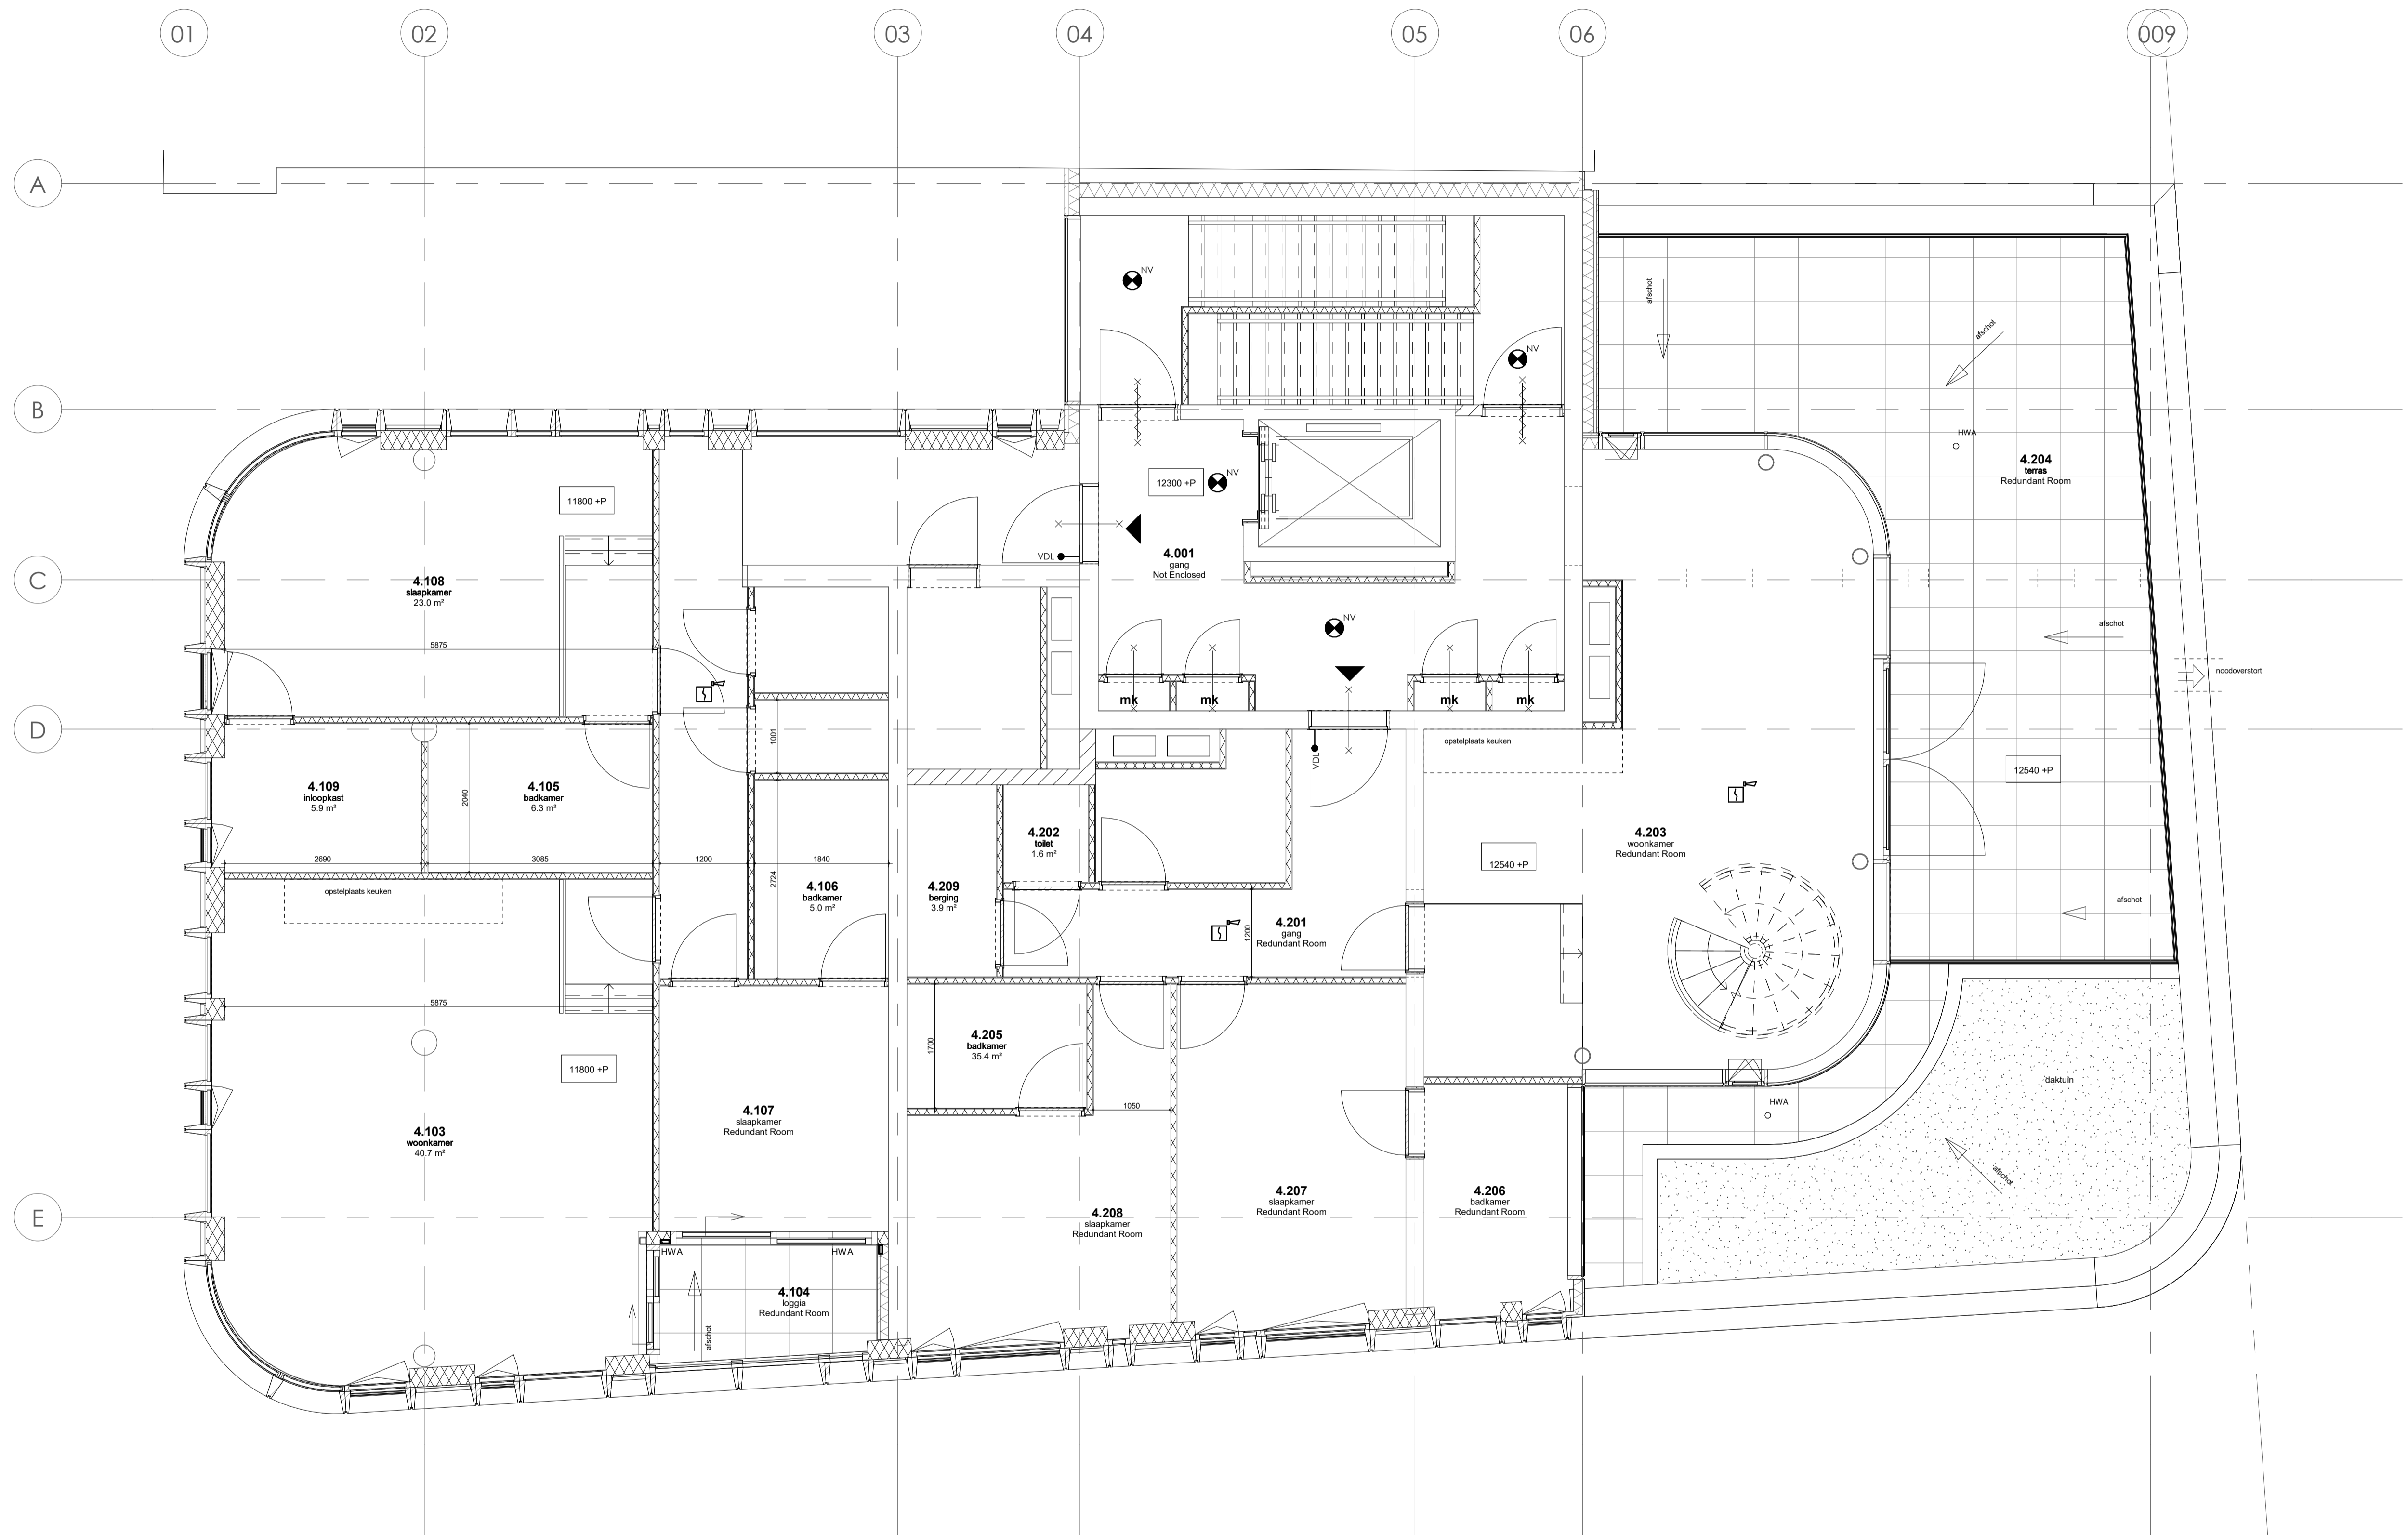 01
02
03
04
05
06
009
A
B
C
D
E
NV
NV
NV
NV
11800 +P
12300 +P
VDL
4.001
gang
Not Enclosed
4.108
slaapkamer
23.0 m²
5875
afschot
afschot
HWA
4.204
terras
Redundant Room
afschot
noodoverstort
mk
mk
mk
mk
VDL
opstelplaats keuken
12540 +P
1001
2040
4.109
inloopkast
5.9 m²
4.105
badkamer
6.3 m²
2690
3085
1200
1840
2724
4.106
badkamer
5.0 m²
4.209
berging
3.9 m²
4.202
toilet
1.6 m²
4.203
woonkamer
Redundant Room
12540 +P
opstelplaats keuken
4.201
gang
Redundant Room
1200
afschot
5875
11800 +P
4.205
badkamer
35.4 m²
1700
1050
4.107
slaapkamer
Redundant Room
4.103
woonkamer
40.7 m²
daktuin
HWA
afschot
4.208
slaapkamer
Redundant Room
4.207
slaapkamer
Redundant Room
4.206
badkamer
Redundant Room
HWA
HWA
4.104
loggia
Redundant Room
afschot